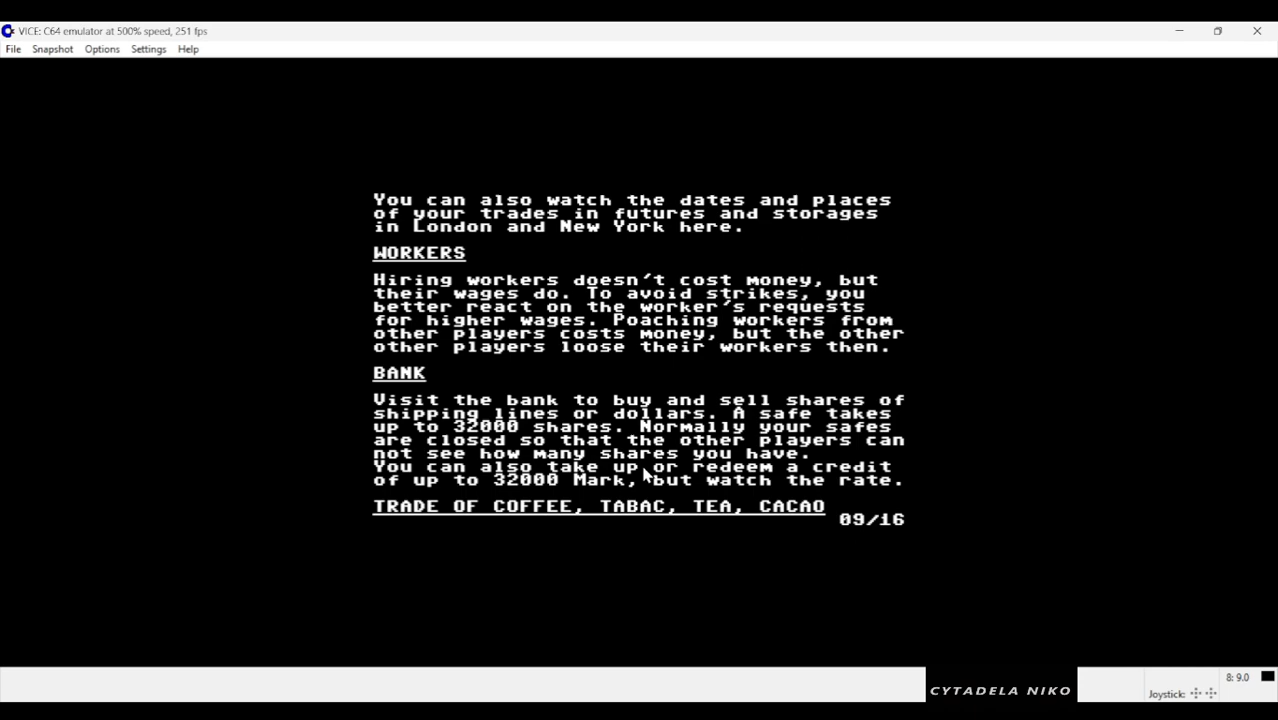 VICE: C64 emulator at 500% speed, 251 fps
File Snapshot Options Settings Help
You can also watch the dates and places
of your trades in futures and storages
in London and New York here.
WORKERS
Hiring workers doesn't cost money, but
their wages do. To avoid strikes, you
better react on the worker's requests
for higher wages. Poaching workers from
other players costs money, but the other
other players loose their workers then.
BANK
Visit the bank to buy and sell shares of
shipping lines or dollars. A safe takes
up to 32000 shares. Normally your safes
are closed so that the other players can
not see how many shares you have.
You can also take up or redeem a credit
of up to 32000 Mark, but watch the rate.
TRADE OF COFFEE, TABAC, TEA, CACAO
09/16
8: 9.0
CYTADELA NIKO
Joystick: